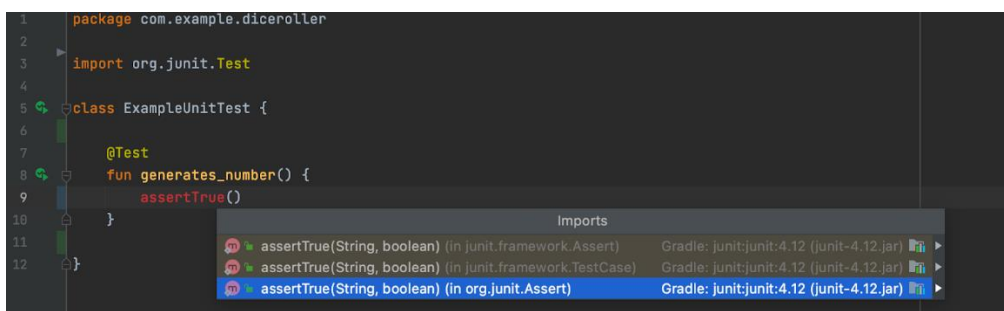 1 package com.example.diceroller
2
3 import org.junit.Test
4
5 class ExampleUnitTest {
6
7 @Test
8 fun generates_number() {
9 assertTrue()
10 }
Imports
11
assertTrue(String, boolean) (in junit.framework.Assert) Gradle: junit:junit:4.12 (junit-4.12.jar)
12 }
assertTrue(String, boolean) (in junit.framework.TestCase) Gradle: junit:junit:4.12 (junit-4.12.jar)
assertTrue(String, boolean) (in org.junit.Assert) Gradle: junit:junit:4.12 (junit-4.12.jar)